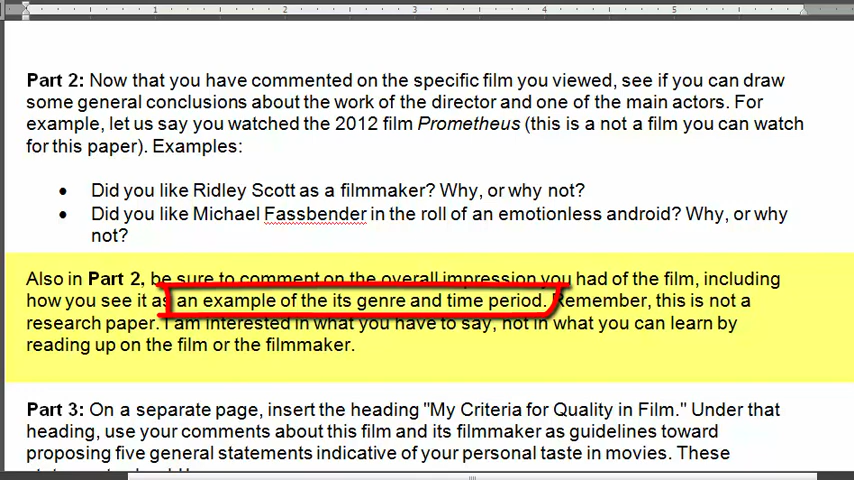 1 2 3 4 5
Part 2: Now that you have commented on the specific film you viewed, see if you can draw
some general conclusions about the work of the director and one of the main actors. For
example, let us say you watched the 2012 film Prometheus (this is a not a film you can watch
for this paper). Examples:
• Did you like Ridley Scott as a filmmaker? Why, or why not?
• Did you like Michael Fassbender in the roll of an emotionless android? Why, or why
not?
Also in Part 2, be sure to comment on the overall impression you had of the film, including
how you see it as an example of the its genre and time period. Remember, this is not a
research paper. I am interested in what you have to say, not in what you can learn by
reading up on the film or the filmmaker.
Part 3: On a separate page, insert the heading "My Criteria for Quality in Film." Under that
heading, use your comments about this film and its filmmaker as guidelines toward
proposing five general statements indicative of your personal taste in movies. These